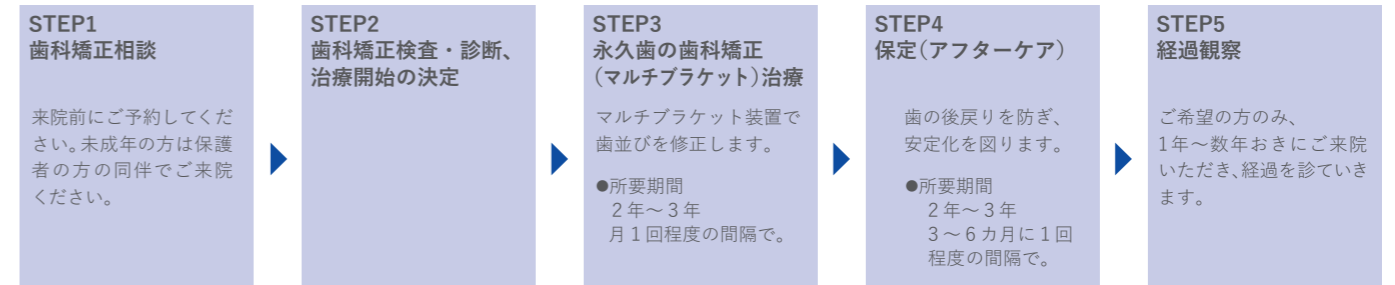 STEP1
歯科矯正相談
来院前にご予約してくだ
さい。未成年の方は保護
者の方の同伴でご来院
ください。
STEP2
歯科矯正検査・診断、
治療開始の決定
STEP3
永久歯の歯科矯正
(マルチブラケット)治療
マルチブラケット装置で
歯並びを修正します。
●所要期間
2年～3年
月1回程度の間隔で。
STEP4
保定(アフターケア)
歯の後戻りを防ぎ、
安定化を図ります。
●所要期間
2年～3年
3～6カ月に1回
程度の間隔で。
STEP5
経過観察
ご希望の方のみ、
1年～数年おきにご来院
いただき、経過を診ていき
ます。